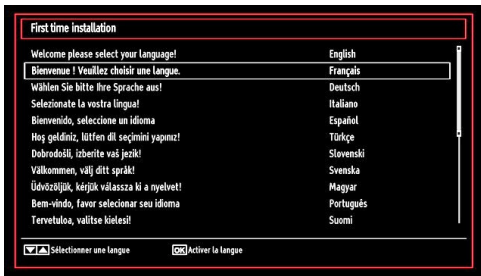 First time installation
Welcome please select your language! English
Bienvenue ! Veuillez choisir une langue. Français
Wählen Sie bitte Ihre Sprache aus! Deutsch
Selezionate la vostra lingua! Italiano
Bienvenido, seleccione un idioma Español
Hoş geldiniz, lütfen dil seçimini yapınız! Türkçe
Dobrodošli, izberite vaš jezik! Slovenski
Välkommen, välj ditt språk! Svenska
Üdvözöljük, kérjük válassza ki a nyelvet! Magyar
Bem-vindo, favor selecionar seu idioma Português
Tervetuloa, valitse kielesi! Suomi
Sélectionner une langue OK Activer la langue